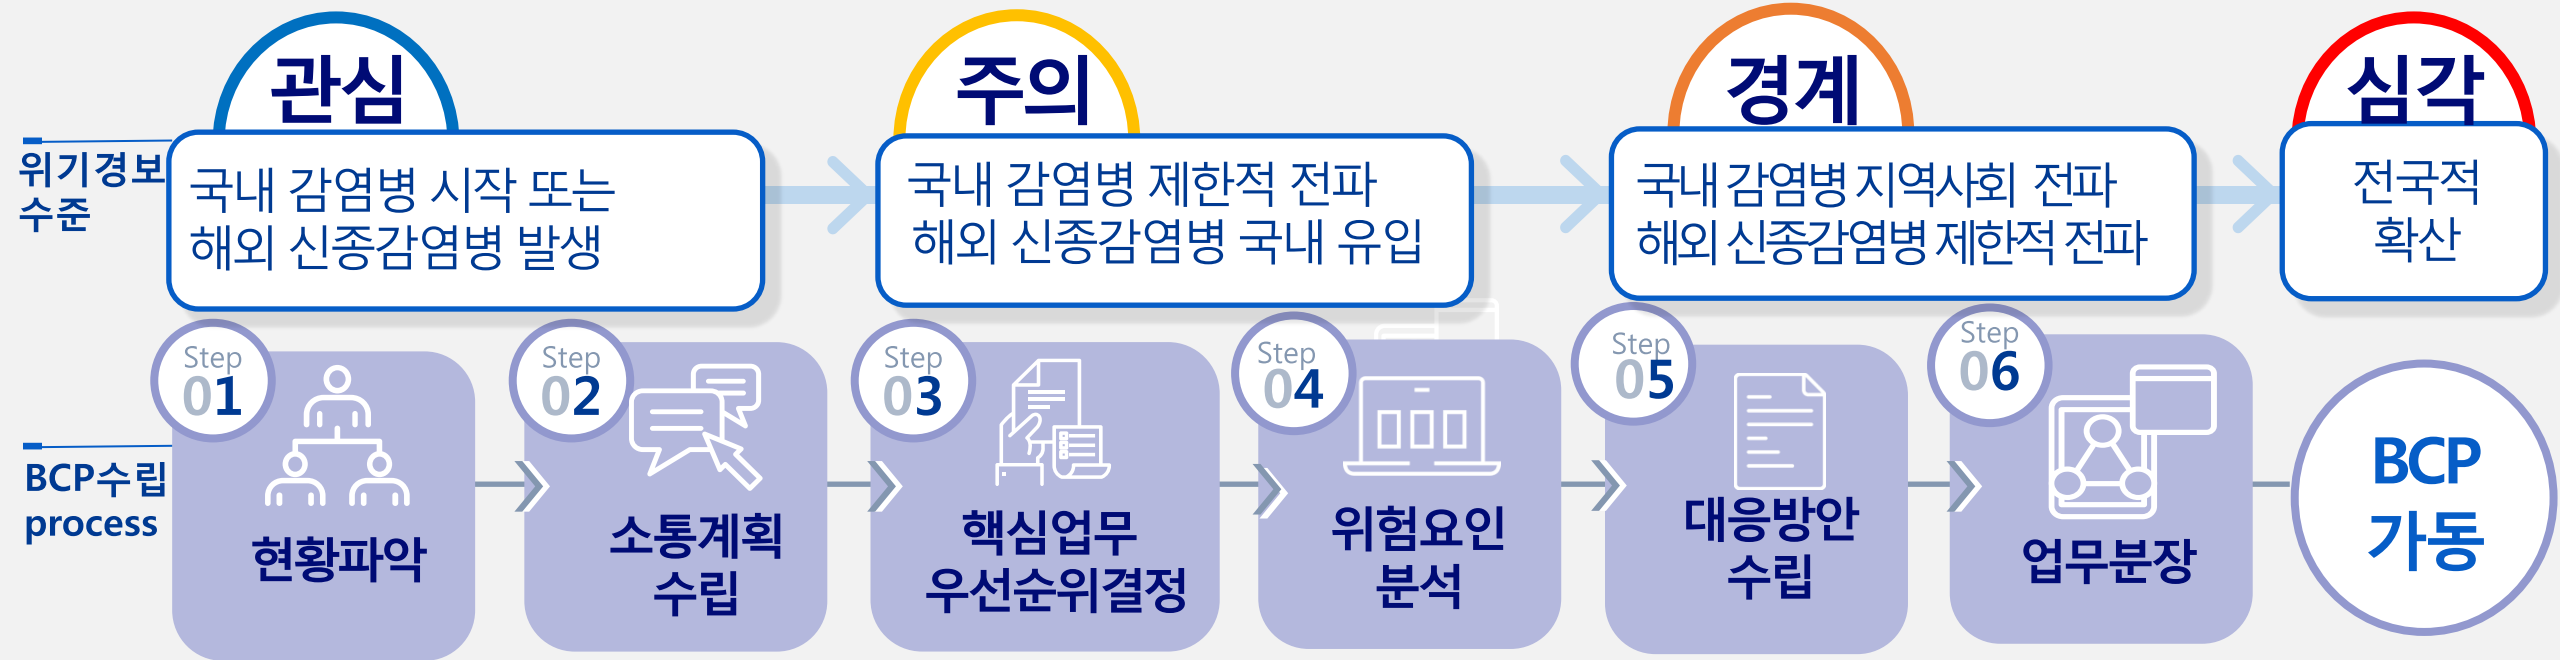 위기경보
수준
관심
국내 감염병 시작 또는
해외 신종감염병 발생
주의
국내 감염병 제한적 전파
해외 신종감염병 국내 유입
경계
국내 감염병 지역사회 전파
해외 신종감염병 제한적 전파
심각
전국적
확산
BCP수립
process
Step
01
현황파악
Step
02
소통계획
수립
Step
03
핵심업무
우선순위결정
Step
04
위험요인
분석
Step
05
대응방안
수립
Step
06
업무분장
BCP
가동